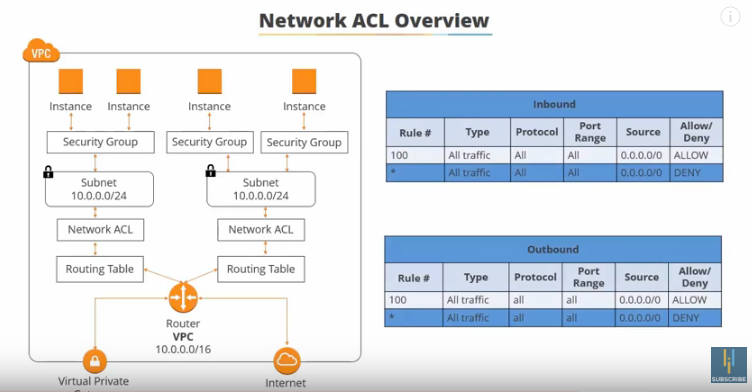 Network ACL Overview
VPC
Instance Instance Instance Instance
Security Group Security Group Security Group
Subnet
10.0.0.0/24
Subnet
10.0.0.0/24
Network ACL Network ACL
Routing Table Routing Table
Router
VPC
10.0.0.0/16
Virtual Private
Internet
Inbound
Rule # Type Protocol Port Range Source Allow/Deny
100 All traffic All All 0.0.0.0/0 ALLOW
* All traffic All All 0.0.0.0/0 DENY
Outbound
Rule # Type Protocol Port Range Source Allow/Deny
100 All traffic all all 0.0.0.0/0 ALLOW
* All traffic all all 0.0.0.0/0 DENY
SUBSCRIBE